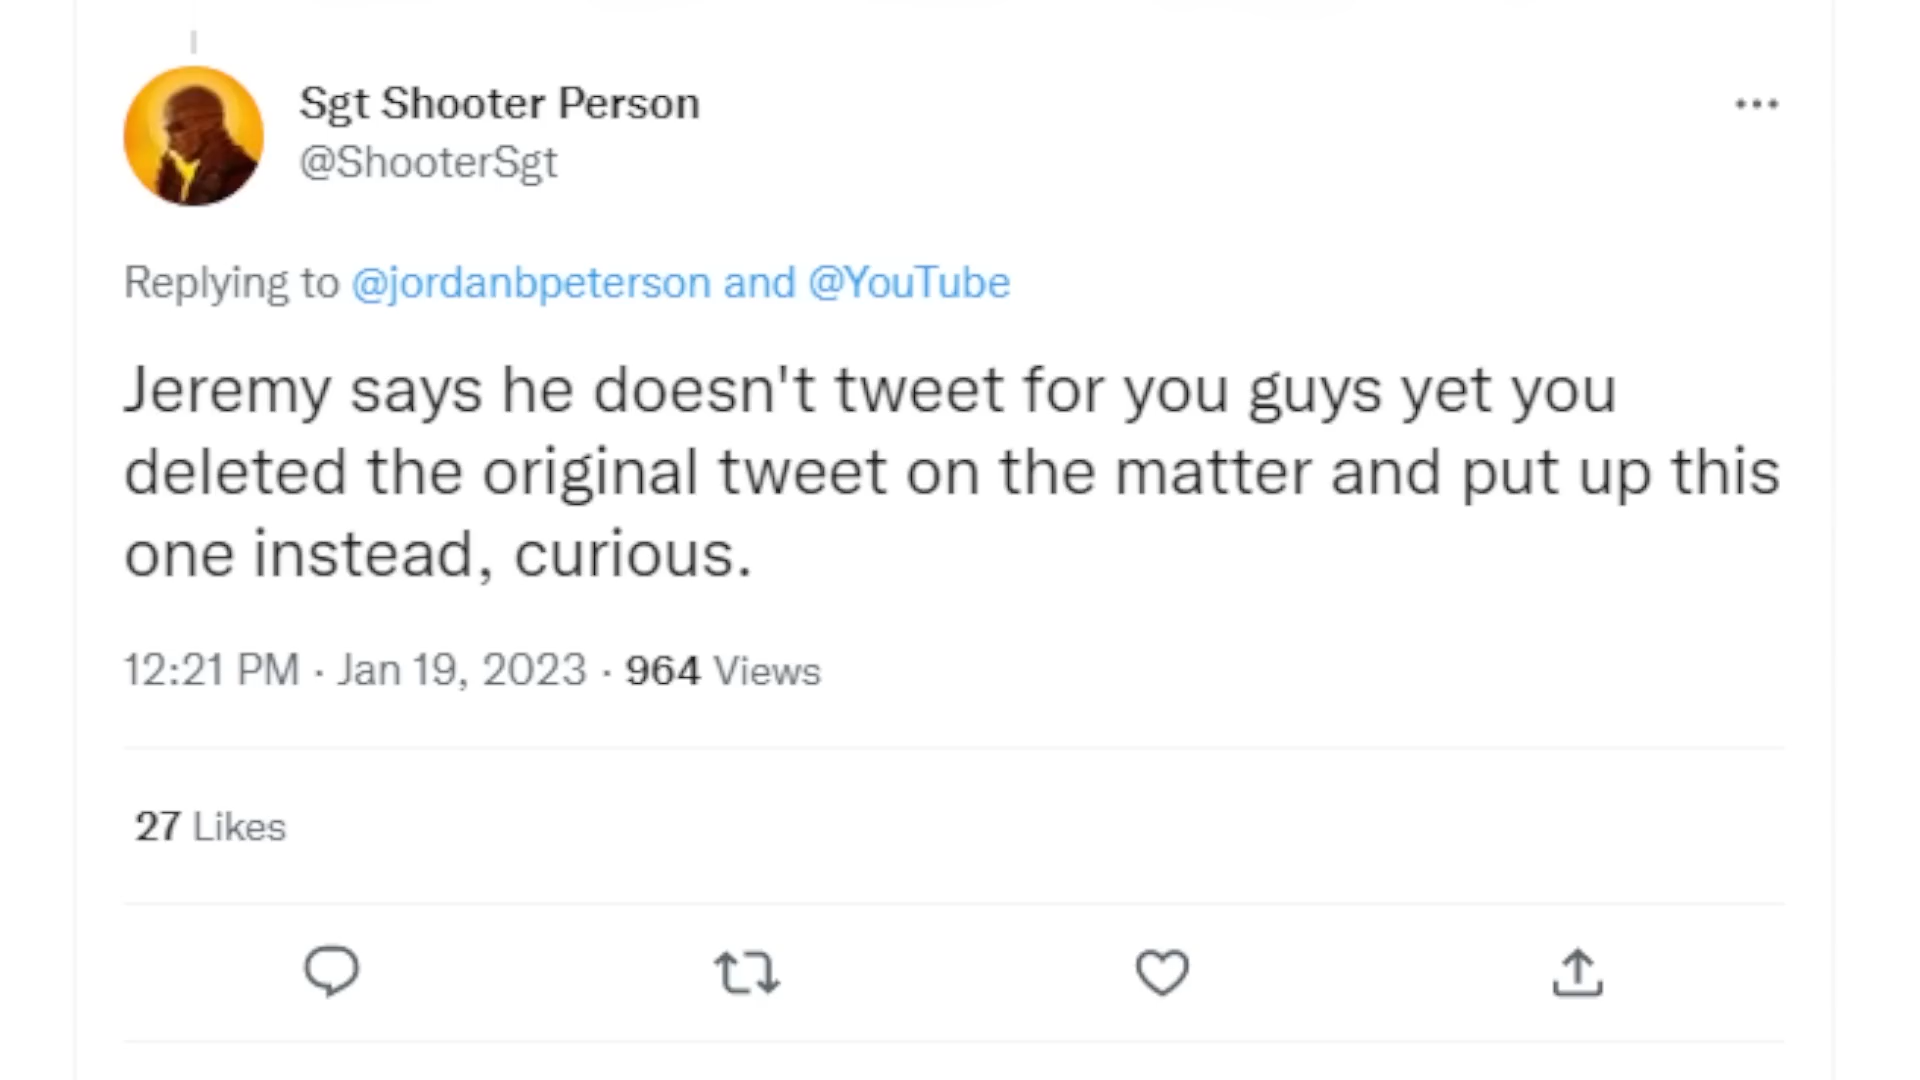 Sgt Shooter Person
@ShooterSgt
Replying to @jordanbpeterson and @YouTube
Jeremy says he doesn't tweet for you guys yet you
deleted the original tweet on the matter and put up this
one instead, curious.
12:21 PM · Jan 19, 2023 · 964 Views
27 Likes